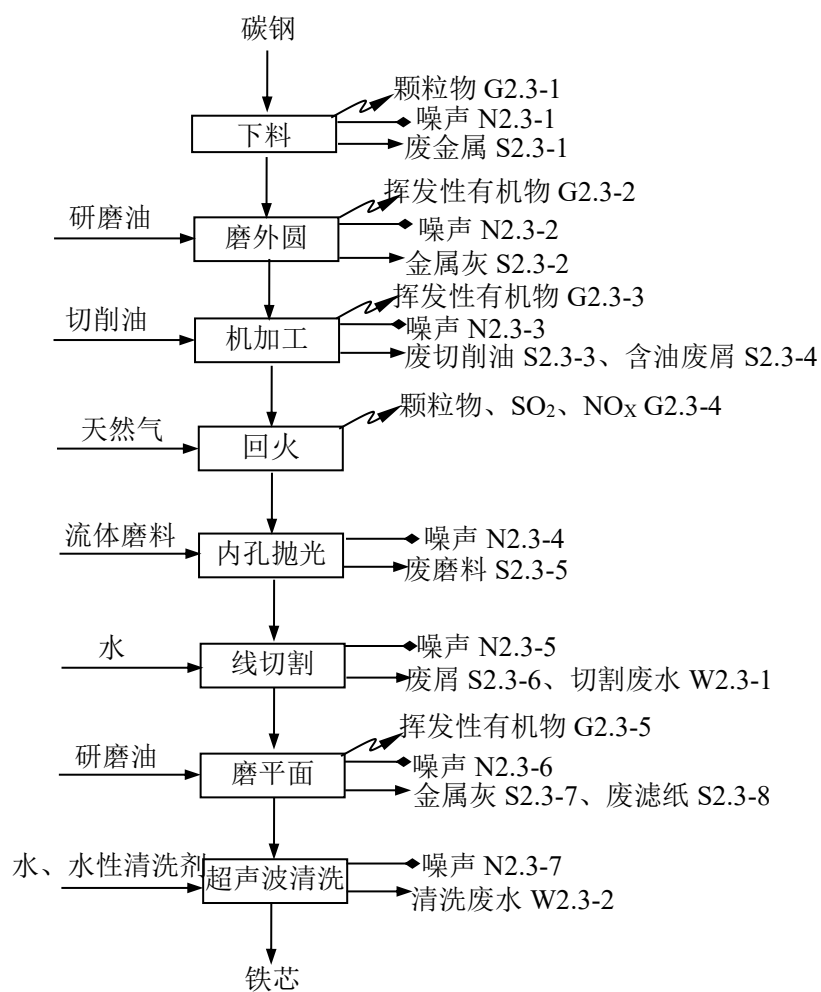 碳钢
颗粒物 G2.3-1
噪声 N2.3-1
下料
废金属 S2.3-1
挥发性有机物 G2.3-2
研磨油
噪声 N2.3-2
磨外圆
金属灰 S2.3-2
挥发性有机物 G2.3-3
切削油
噪声 N2.3-3
机加工
废切削油 S2.3-3、含油废屑 S2.3-4
颗粒物、SO₂、NOX G2.3-4
天然气
回火
流体磨料
噪声 N2.3-4
内孔抛光
废磨料 S2.3-5
水
噪声 N2.3-5
线切割
废屑 S2.3-6、切割废水 W2.3-1
挥发性有机物 G2.3-5
研磨油
噪声 N2.3-6
磨平面
金属灰 S2.3-7、废滤纸 S2.3-8
水、水性清洗剂
噪声 N2.3-7
超声波清洗
清洗废水 W2.3-2
铁芯